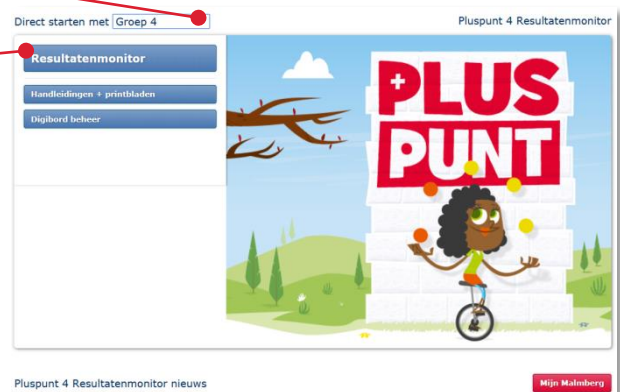 Direct starten met Groep 4
Pluspunt 4 Resultatenmonitor
Resultatenmonitor
Handleidingen + printbladen
Digibord beheer
+PLUS
PUNT
Pluspunt 4 Resultatenmonitor nieuws
Mijn Malmberg